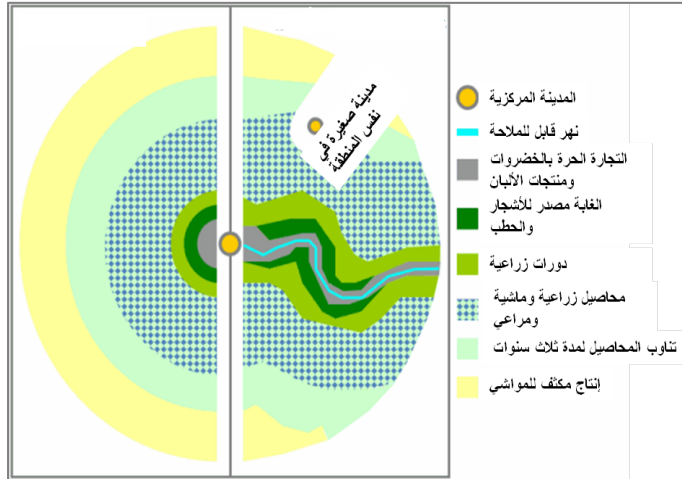 مدينة صغيرة في
نفس المنطقة
المدينة المركزية
نهر قابل للملاحة
التجارة الحرة بالخضروات
ومنتجات الألبان
الغابة مصدر للأشجار
والحطب
دورات زراعية
محاصيل زراعية وماشية
ومراعي
تناوب المحاصيل لمدة ثلاث سنوات
إنتاج مكثف للمواشي